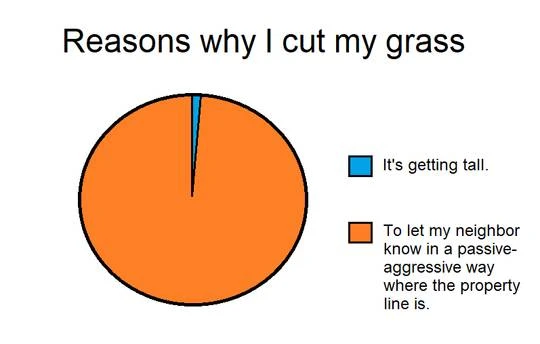 Reasons why I cut my grass
It's getting tall.
To let my neighbor
know in a passive-
aggressive way
where the property
line is.